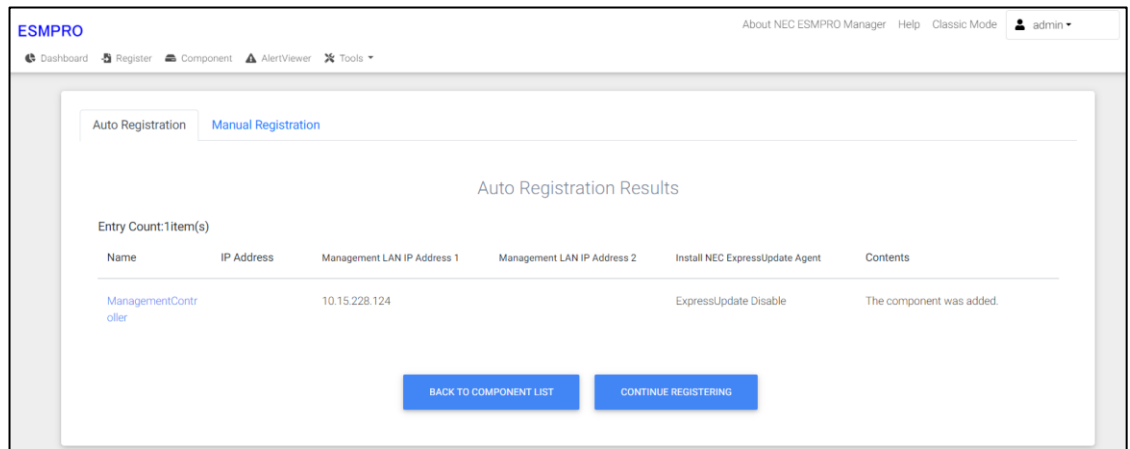 ESMPRO
About NEC ESMPRO Manager Help Classic Mode admin
Dashboard Register Component AlertViewer Tools
Auto Registration Manual Registration
Auto Registration Results
Entry Count:1item(s)
Name IP Address Management LAN IP Address 1 Management LAN IP Address 2 Install NEC ExpressUpdate Agent Contents
ManagementContr 10.15.228.124 ExpressUpdate Disable The component was added.
oller
BACK TO COMPONENT LIST CONTINUE REGISTERING